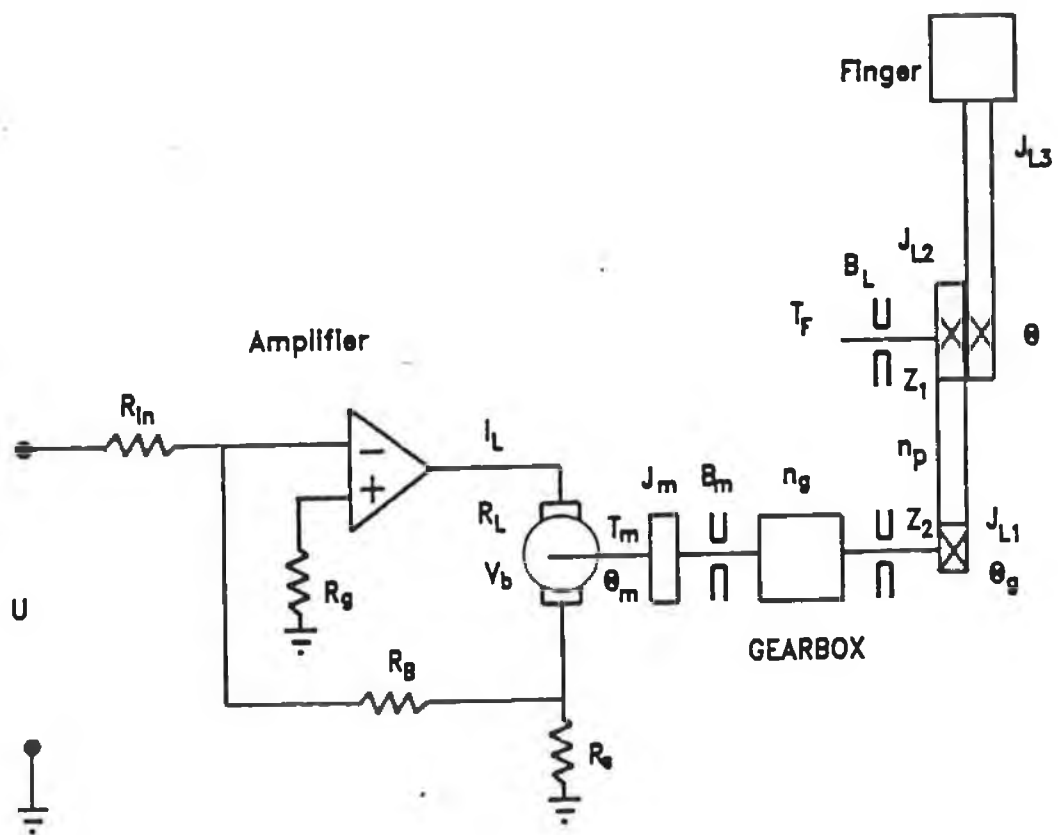 Finger
J_L3
J_L2
B_L
T_F
Θ
Amplifier
Z_1
R_in
I_L
n_p
J_m
B_m
n_g
R_L
T_m
Z_2
J_L1
V_b
Θ_m
Θ_g
R_g
U
GEARBOX
R_B
R_s